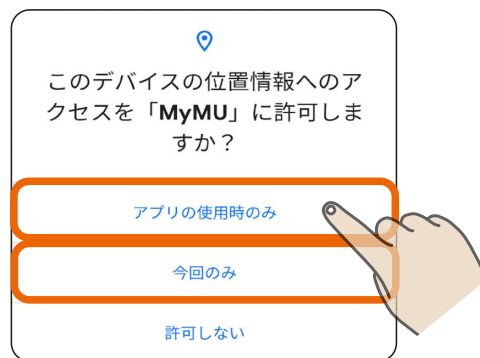 このデバイスの位置情報へのア
クセスを「MyMU」に許可しま
すか？
アプリの使用時のみ
今回のみ
許可しない